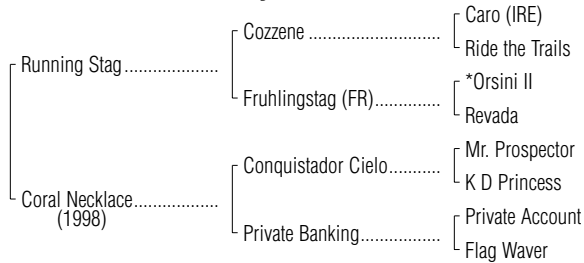 Caro (IRE)
Cozzene ..................
Ride the Trails
Running Stag....................
*Orsini II
Fruhlingstag (FR)..............
Revada
Mr. Prospector
Conquistador Cielo...........
K D Princess
Coral Necklace..................
(1998)
Private Account
Private Banking.................
Flag Waver